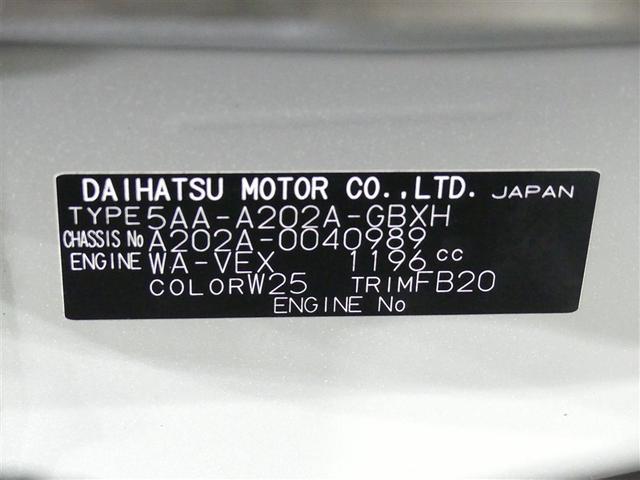 DAIHATSU MOTOR CO.,LTD. JAPAN
TYPE 5AA-A202A-GBXH
CHASSIS No A202A-0040989
ENGINE WA-VEX 1196 cc
COLOR W25 TRIM FB20
ENGINE No